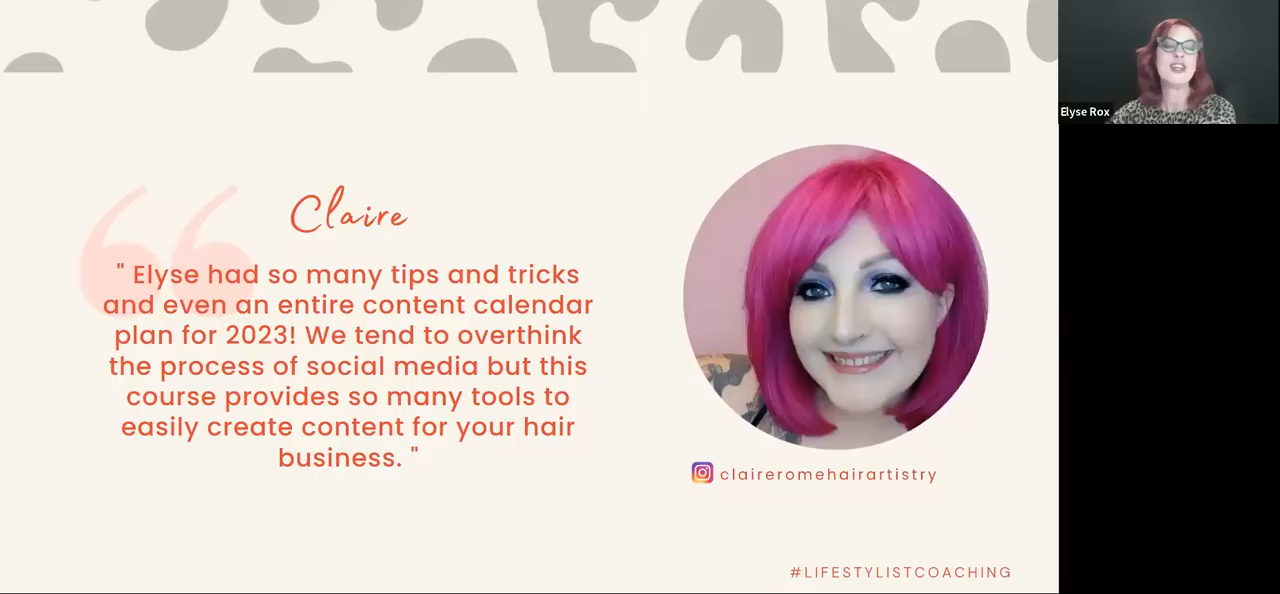 Elyse Rox
Claire
" Elyse had so many tips and tricks
and even an entire content calendar
plan for 2023! We tend to overthink
the process of social media but this
course provides so many tools to
easily create content for your hair
business. "
claireromehairartistry
#LIFESTYLISTCOACHING